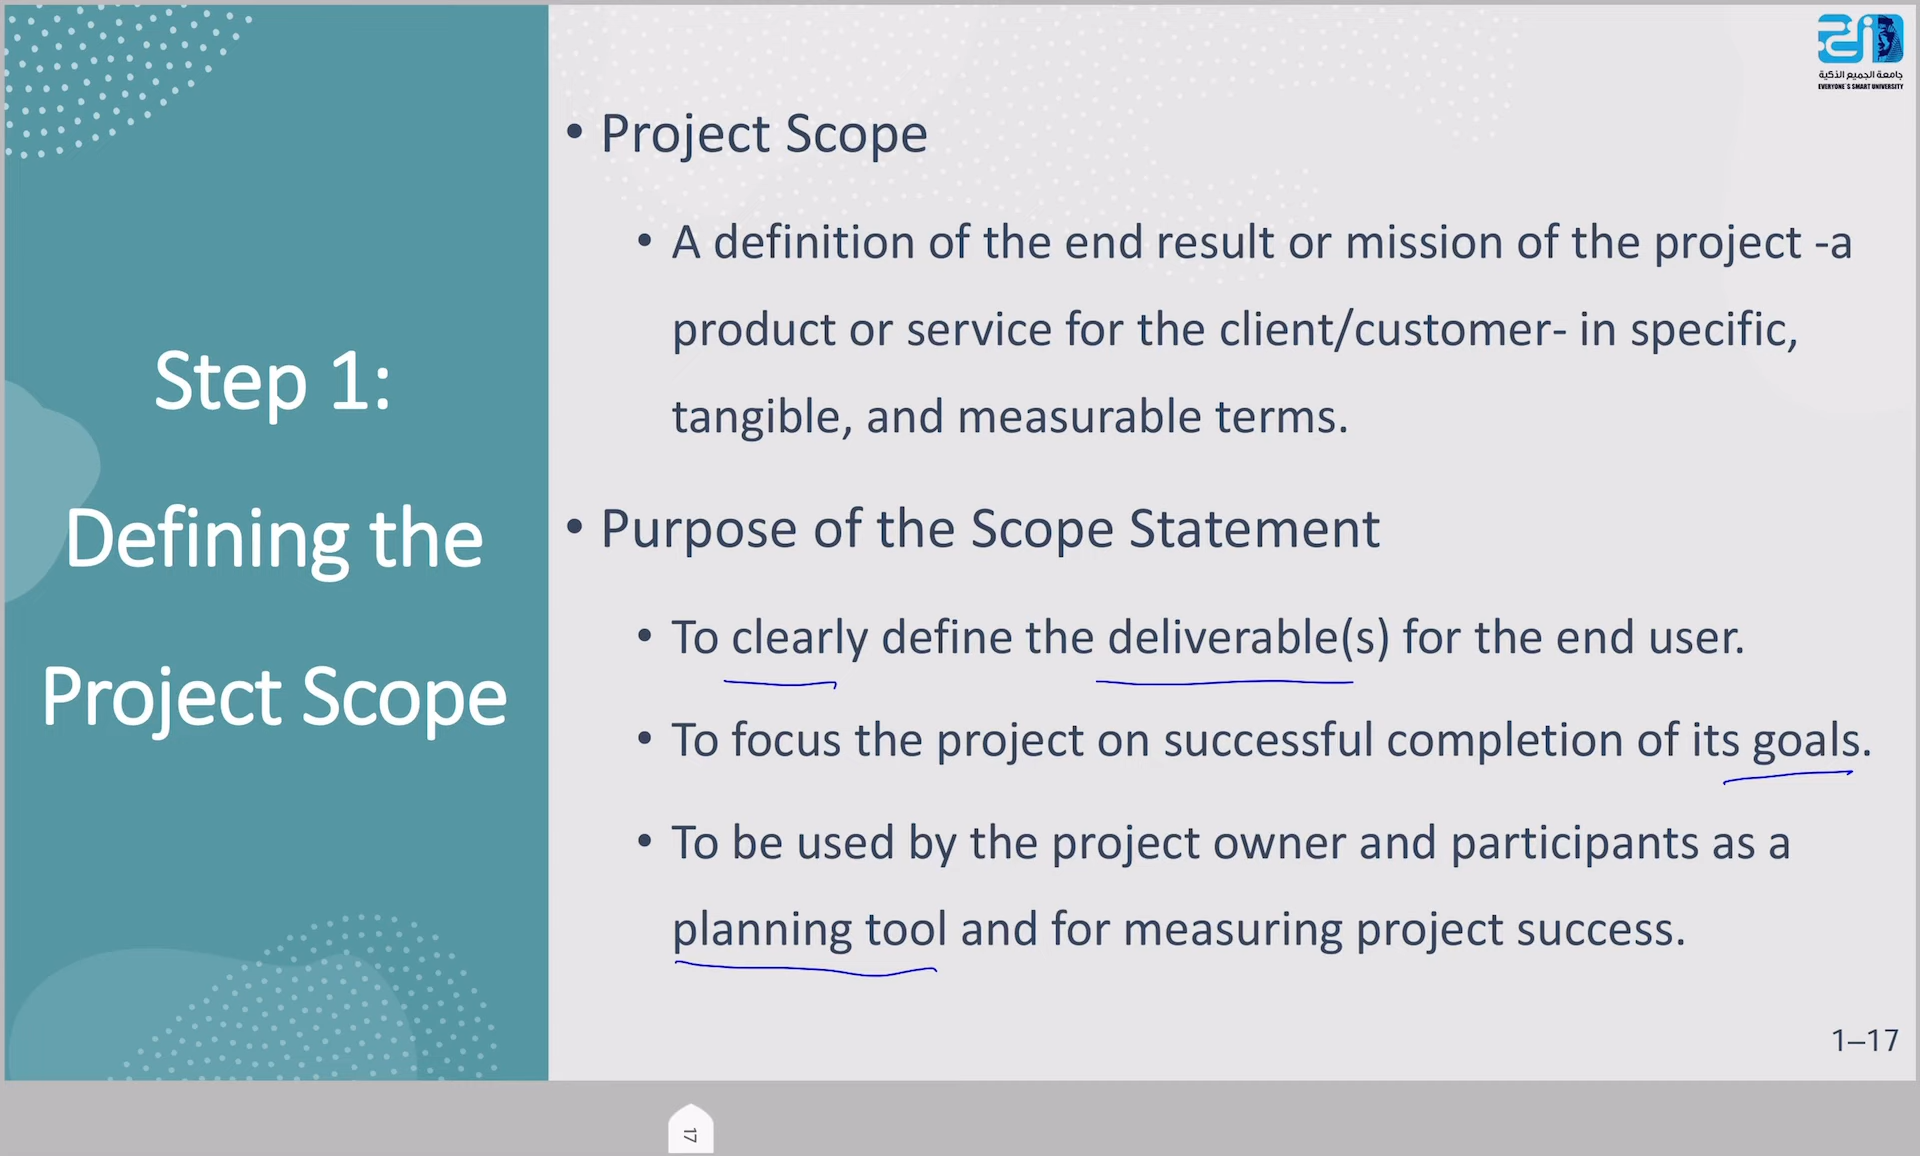 جامعة الجميع الذكية
EVERYONE'S SMART UNIVERSITY
Step 1:
Defining the
Project Scope
• Project Scope
• A definition of the end result or mission of the project -a
product or service for the client/customer- in specific,
tangible, and measurable terms.
• Purpose of the Scope Statement
• To clearly define the deliverable(s) for the end user.
• To focus the project on successful completion of its goals.
• To be used by the project owner and participants as a
planning tool and for measuring project success.
1–17
17